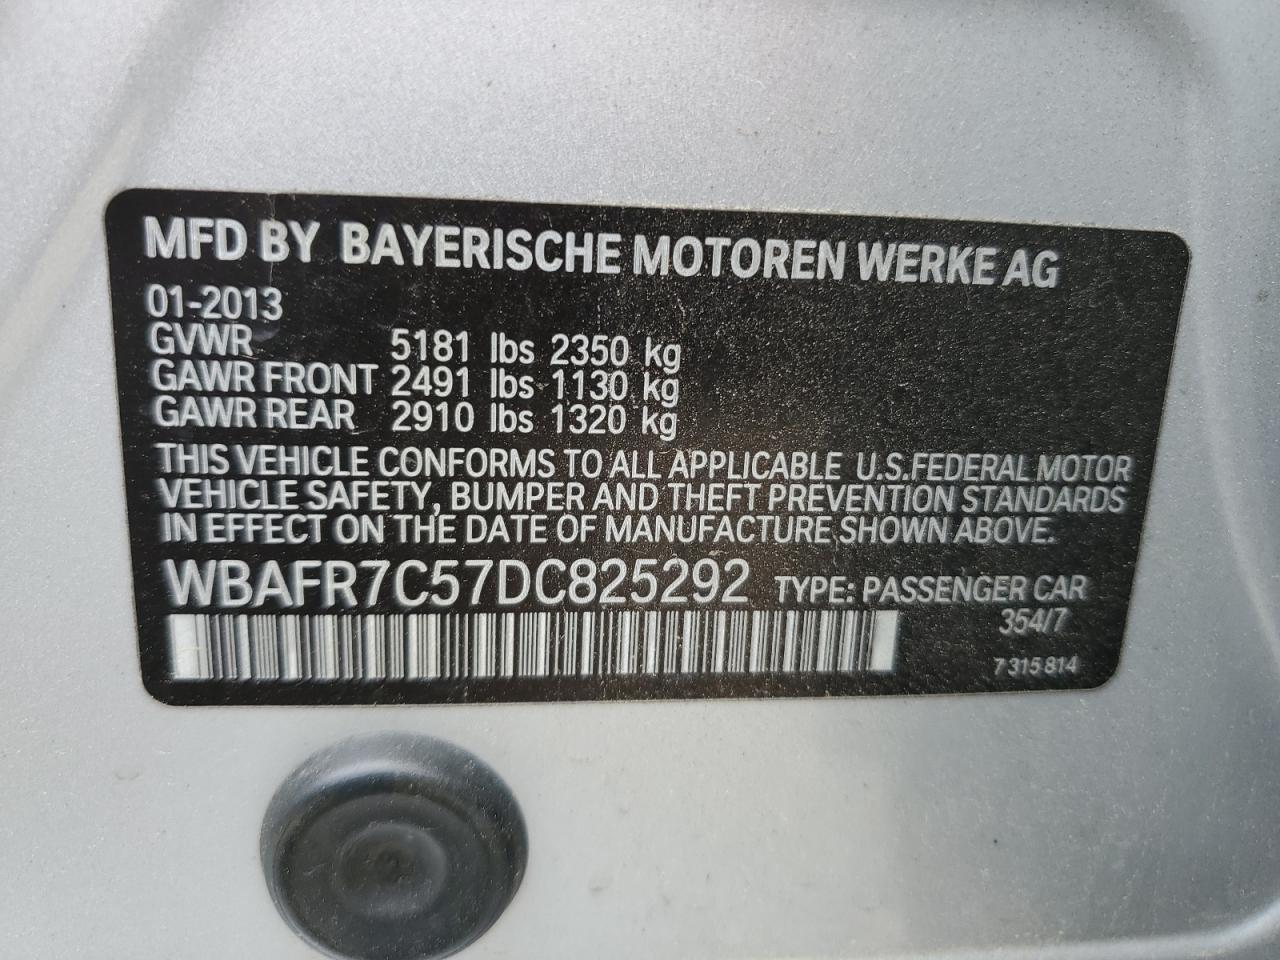 MFD BY BAYERISCHE MOTOREN WERKE AG
01-2013
GVWR 5181 lbs 2350 kg
GAWR FRONT 2491 lbs 1130 kg
GAWR REAR 2910 lbs 1320 kg
THIS VEHICLE CONFORMS TO ALL APPLICABLE U.S.FEDERAL MOTOR
VEHICLE SAFETY, BUMPER AND THEFT PREVENTION STANDARDS
IN EFFECT ON THE DATE OF MANUFACTURE SHOWN ABOVE.
WBAFR7C57DC825292 TYPE: PASSENGER CAR
354/7
7 315 814